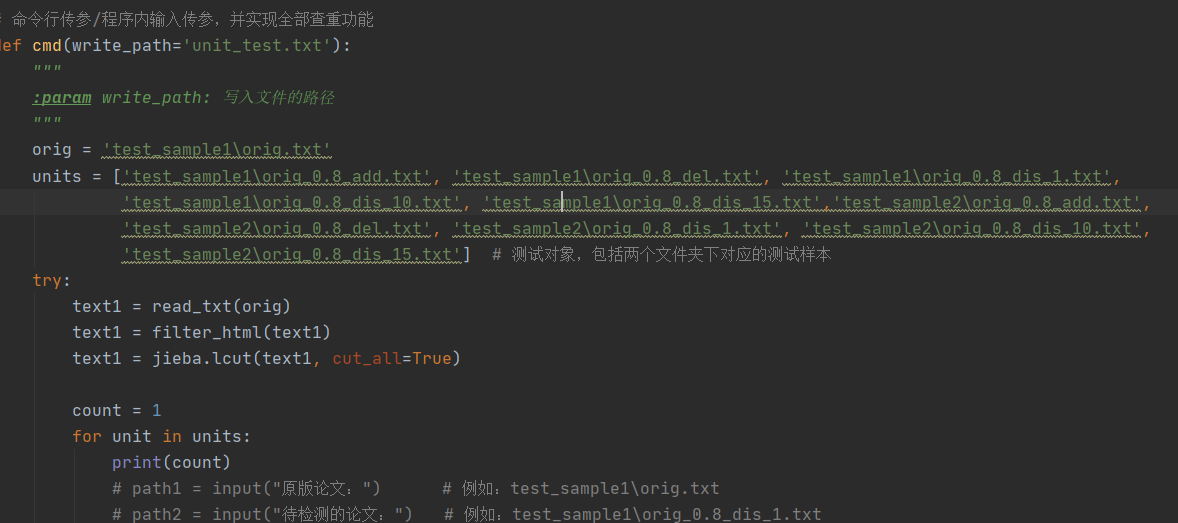 # 命令行传参/程序内输入传参，并实现全部查重功能
def cmd(write_path='unit_test.txt'):
"""
:param write_path: 写入文件的路径
"""
orig = 'test_sample1\orig.txt'
units = ['test_sample1\orig_0.8_add.txt', 'test_sample1\orig_0.8_del.txt', 'test_sample1\orig_0.8_dis_1.txt',
'test_sample1\orig_0.8_dis_10.txt', 'test_sample1\orig_0.8_dis_15.txt','test_sample2\orig_0.8_add.txt',
'test_sample2\orig_0.8_del.txt', 'test_sample2\orig_0.8_dis_1.txt', 'test_sample2\orig_0.8_dis_10.txt',
'test_sample2\orig_0.8_dis_15.txt'] # 测试对象，包括两个文件夹下对应的测试样本
try:
text1 = read_txt(orig)
text1 = filter_html(text1)
text1 = jieba.lcut(text1, cut_all=True)
count = 1
for unit in units:
print(count)
# path1 = input("原版论文：") # 例如：test_sample1\orig.txt
# path2 = input("待检测的论文：") # 例如：test_sample1\orig_0.8_dis_1.txt